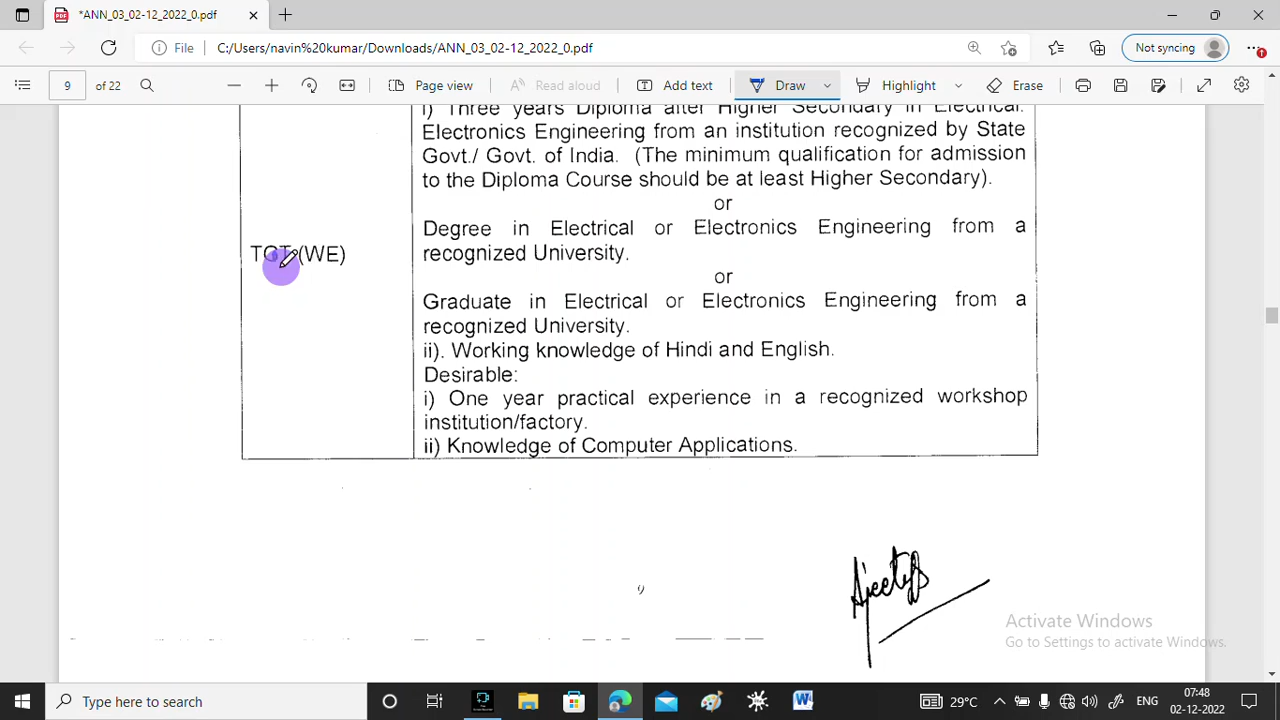 *ANN_03_02-12_2022_0.pdf
File C:/Users/navin%20kumar/Downloads/ANN_03_02-12_2022_0.pdf Not syncing
9 of 22 Page view Read aloud Add text Draw Highlight Erase
i) Three years Diploma after Higher Secondary in Electrical.
Electronics Engineering from an institution recognized by State
Govt./ Govt. of India. (The minimum qualification for admission
to the Diploma Course should be at least Higher Secondary).
or
Degree in Electrical or Electronics Engineering from a
TGT (WE) recognized University.
or
Graduate in Electrical or Electronics Engineering from a
recognized University.
ii). Working knowledge of Hindi and English.
Desirable:
i) One year practical experience in a recognized workshop
institution/factory.
ii) Knowledge of Computer Applications.
9
Activate Windows
Go to Settings to activate Windows.
Type here to search 29°C ENG 07:48
02-12-2022